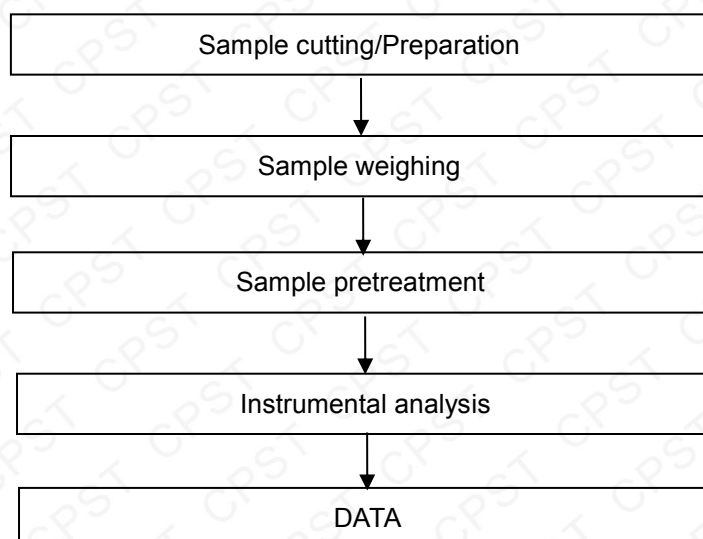 Sample cutting/Preparation
Sample weighing
Sample pretreatment
Instrumental analysis
DATA